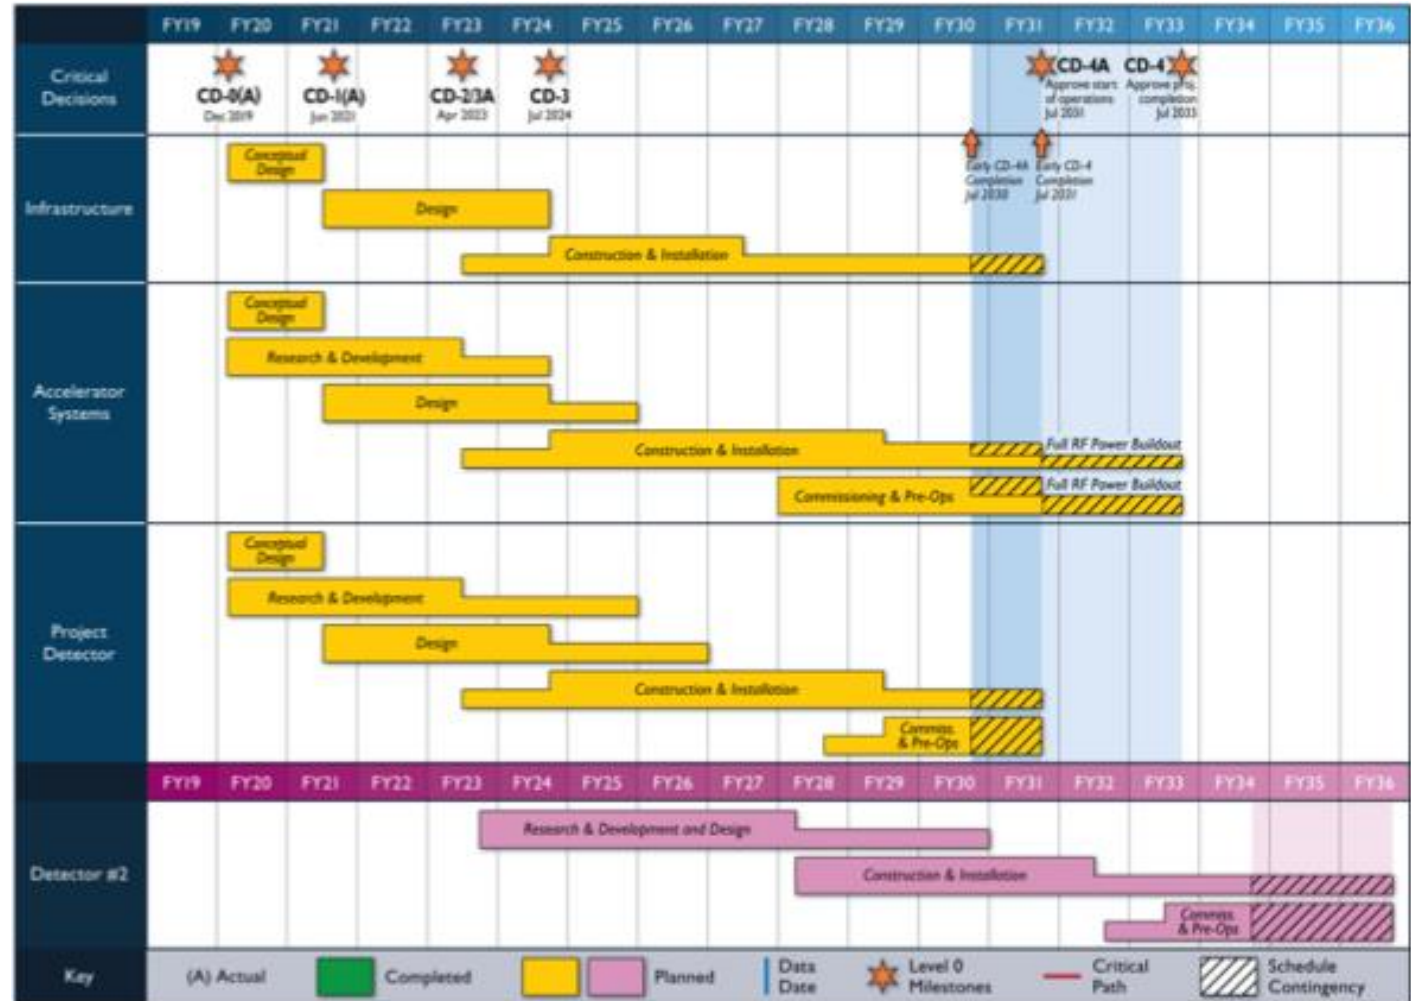 FY19 FY20 FY21 FY22 FY23 FY24 FY25 FY26 FY27 FY28 FY29 FY30 FY31 FY32 FY33 FY34 FY35 FY36
Critical
Decisions
CD-0(A)
Dec 2019
CD-1(A)
Jun 2021
CD-2/3A
Apr 2023
CD-3
Jul 2024
CD-4A
Approve start
of operations
Jul 2031
CD-4
Approve proj.
completion
Jul 2033
Early CD-4A
Completion
Jul 2030
Early CD-4
Completion
Jul 2031
Infrastructure
Conceptual
Design
Design
Construction & Installation
Accelerator
Systems
Conceptual
Design
Research & Development
Design
Construction & Installation
Full RF Power Buildout
Commissioning & Pre-Ops
Full RF Power Buildout
Project
Detector
Conceptual
Design
Research & Development
Design
Construction & Installation
Commiss.
& Pre-Ops
FY19 FY20 FY21 FY22 FY23 FY24 FY25 FY26 FY27 FY28 FY29 FY30 FY31 FY32 FY33 FY34 FY35 FY36
Detector #2
Research & Development and Design
Construction & Installation
Commiss.
& Pre-Ops
Key
(A) Actual
Completed
Planned
Data
Date
Level 0
Milestones
Critical
Path
Schedule
Contingency